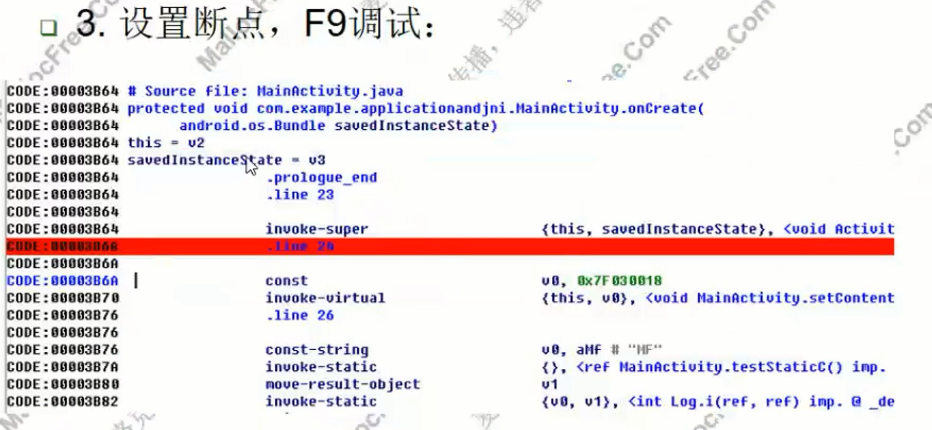 3. 设置断点，F9调试：
CODE:00003B64 # Source file: MainActivity.java
CODE:00003B64 protected void com.example.applicationandjni.MainActivity.onCreate(
CODE:00003B64 android.os.Bundle savedInstanceState)
CODE:00003B64 this = v2
CODE:00003B64 savedInstanceState = v3
CODE:00003B64 .prologue_end
CODE:00003B64 .line 23
CODE:00003B64
CODE:00003B64 invoke-super {this, savedInstanceState}, <void Activit
CODE:00003B6A .line 24
CODE:00003B6A
CODE:00003B6A const v0, 0x7F030018
CODE:00003B70 invoke-virtual {this, v0}, <void MainActivity.setContent
CODE:00003B76 .line 26
CODE:00003B76
CODE:00003B76 const-string v0, aMf # "MF"
CODE:00003B7A invoke-static {}, <ref MainActivity.testStaticC() imp.
CODE:00003B80 move-result-object v1
CODE:00003B82 invoke-static {v0, v1}, <int Log.i(ref, ref) imp. @ _de